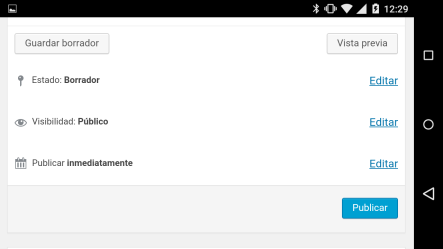 12:29
Guardar borrador
Vista previa
Estado: Borrador
Editar
Visibilidad: Público
Editar
Publicar inmediatamente
Editar
Publicar